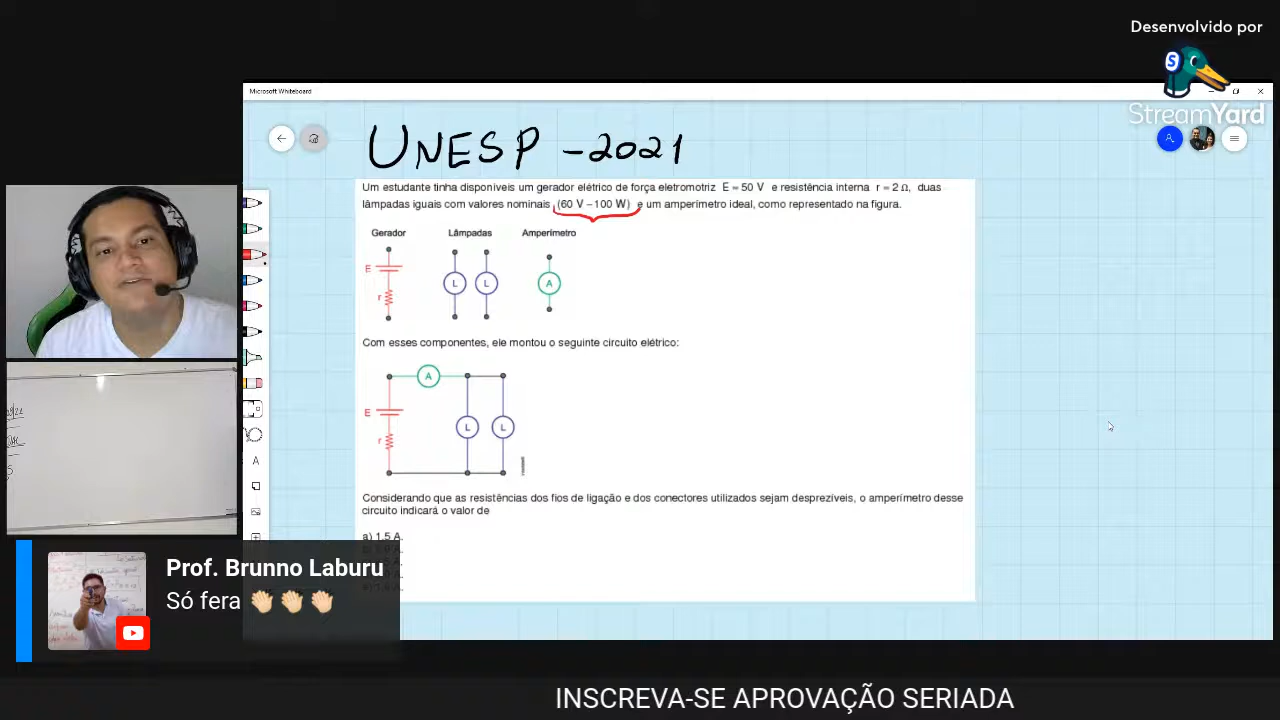 Desenvolvido por
S
StreamYard
Microsoft Whiteboard
UNESP - 2021
Um estudante tinha disponíveis um gerador elétrico de força eletromotriz E = 50 V e resistência interna r = 2 Ω, duas
lâmpadas iguais com valores nominais (60 V – 100 W) e um amperímetro ideal, como representado na figura.
Gerador Lâmpadas Amperímetro
E
L L A
r
Com esses componentes, ele montou o seguinte circuito elétrico:
A
E
L L
r
Considerando que as resistências dos fios de ligação e dos conectores utilizados sejam desprezíveis, o amperímetro desse
circuito indicará o valor de
a) 1,5 A.
Prof. Brunno Laburu
Só fera 👏🏻 👏🏻 👏🏻
INSCREVA-SE APROVAÇÃO SERIADA